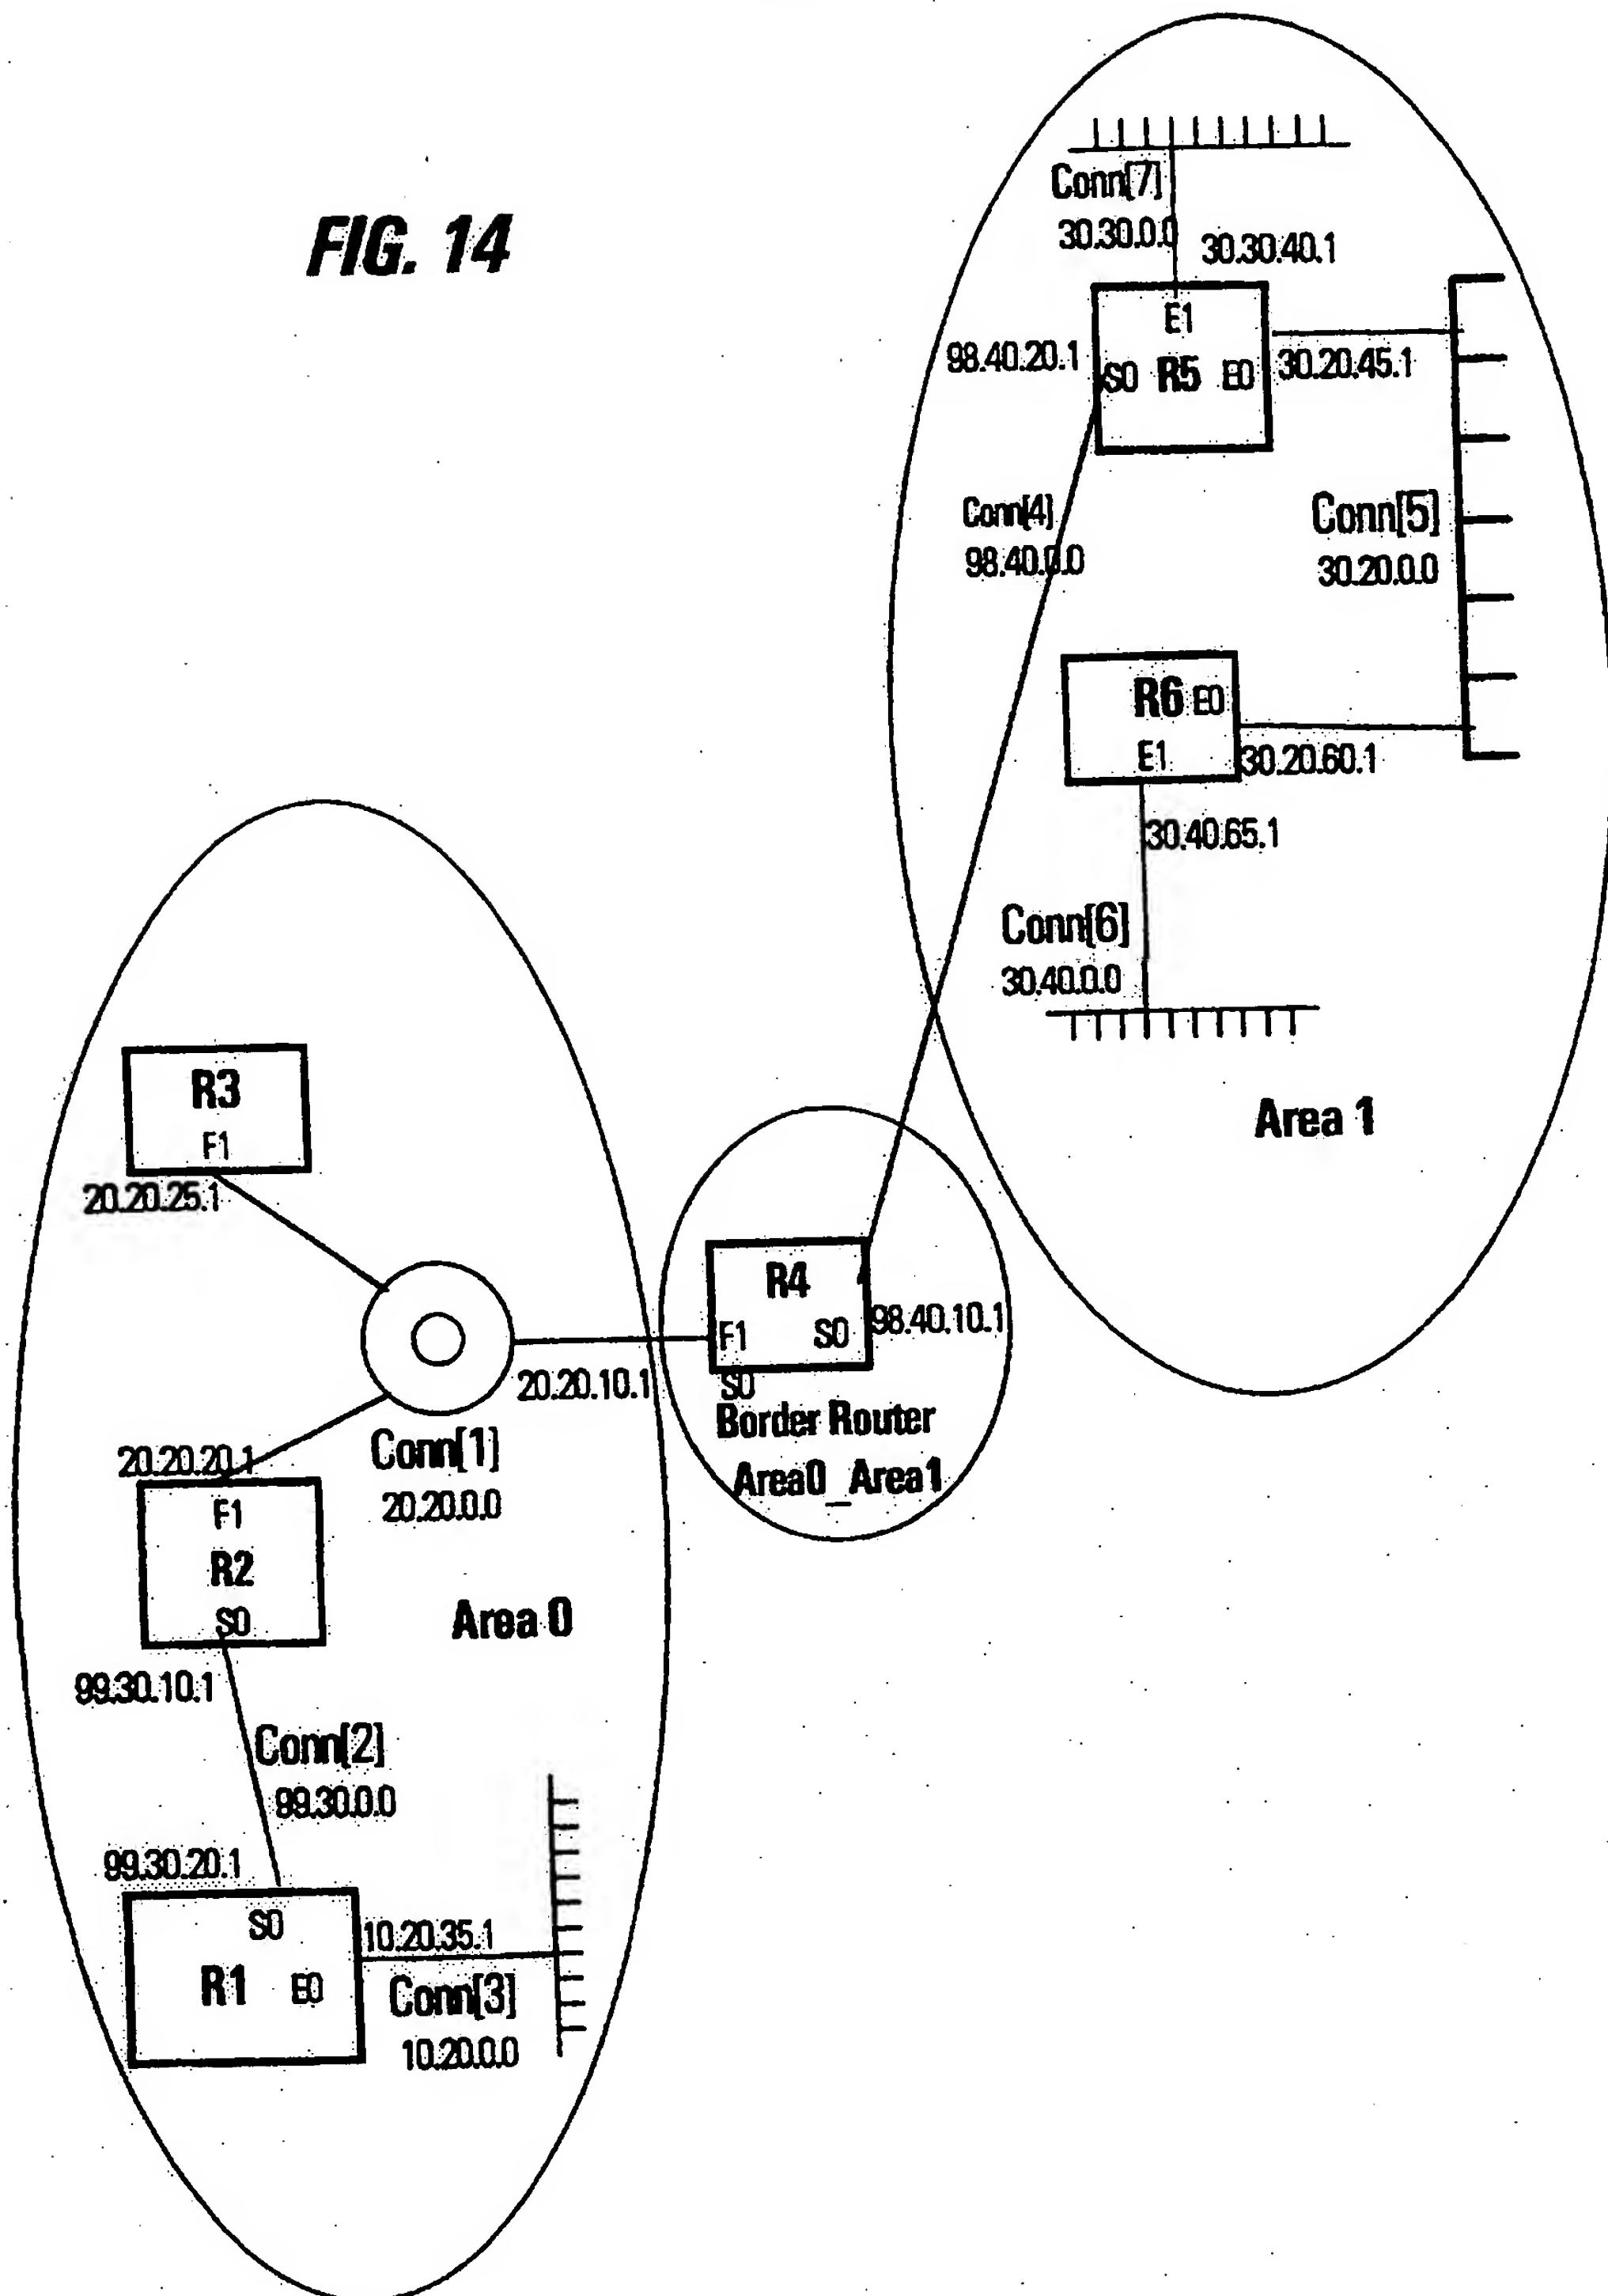 FIG. 14
Conn[7]
30.30.0.0
30.30.40.1
E1
98.40.20.1
S0 R5 E0
30.20.45.1
Conn[4]
98.40.0.0
Conn[5]
30.20.0.0
R6 E0
E1
30.20.60.1
30.40.65.1
Conn[6]
30.40.0.0
Area 1
R3
F1
20.20.25.1
R4
F1 S0
98.40.10.1
20.20.10.1
S0
Border Router
Area0_Area1
20.20.20.1
Conn[1]
20.20.0.0
F1
R2
S0
Area 0
99.30.10.1
Conn[2]
99.30.0.0
99.30.20.1
S0
10.20.35.1
R1 E0
Conn[3]
10.20.0.0